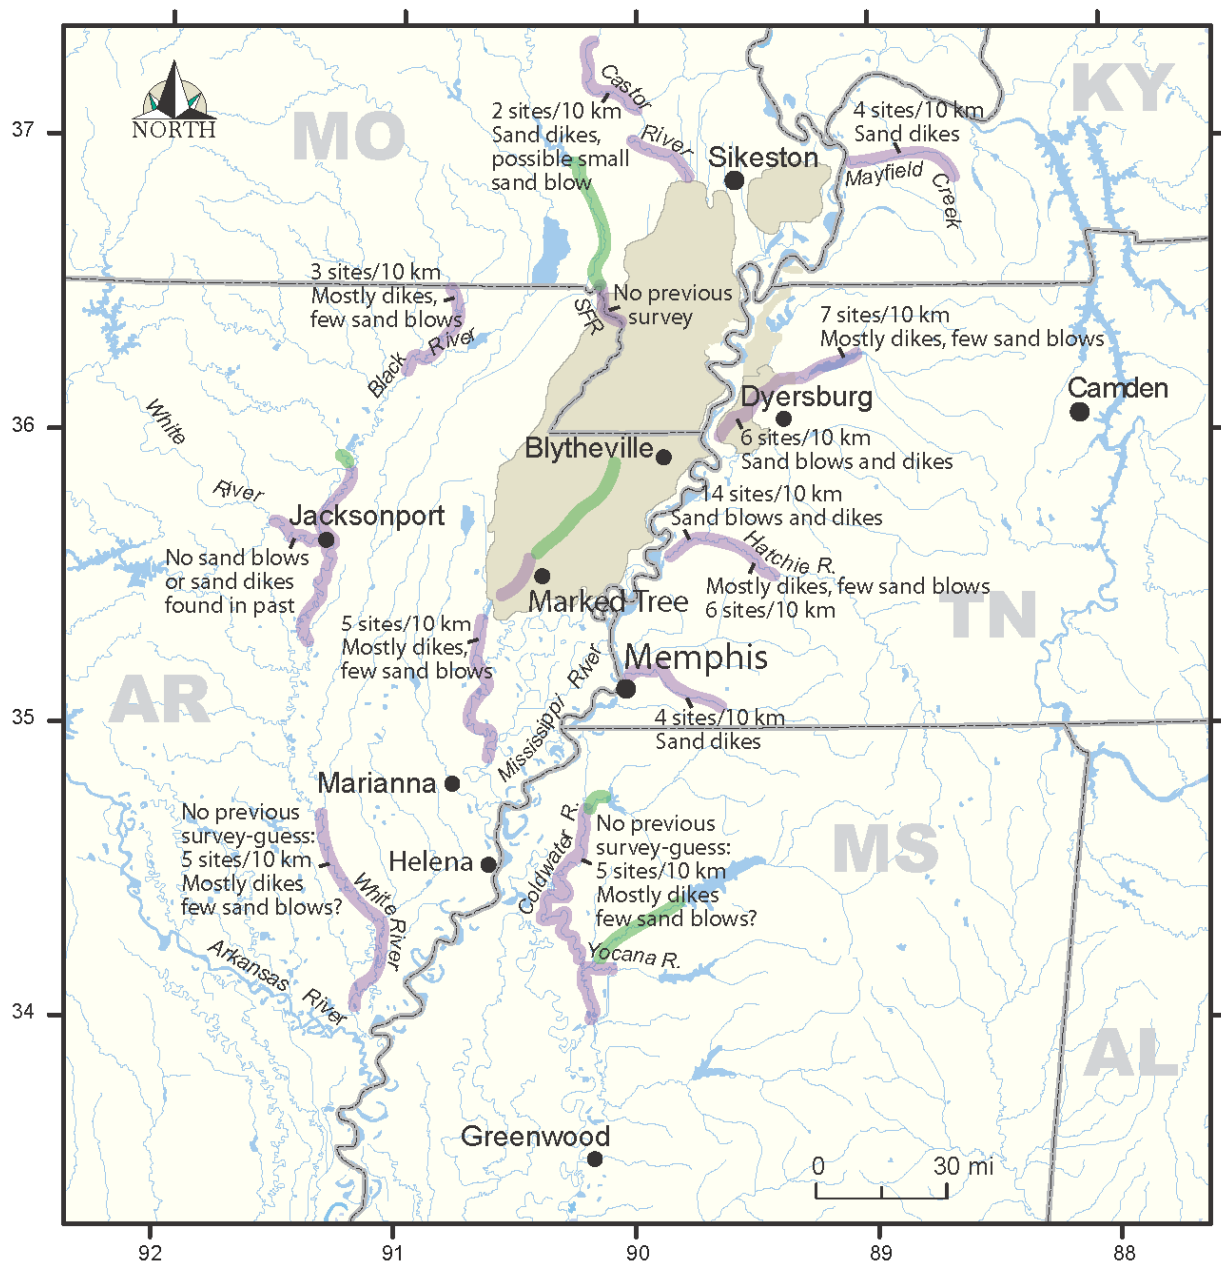 NORTH
MO
KY
Castor
River
2 sites/10 km
Sand dikes,
possible small
sand blow
4 sites/10 km
Sand dikes
Sikeston
Mayfield
Creek
37
3 sites/10 km
Mostly dikes,
few sand blows
SFR
No previous
survey
Black River
7 sites/10 km
Mostly dikes, few sand blows
Camden
Dyersburg
White
River
36
Blytheville
6 sites/10 km
Sand blows and dikes
14 sites/10 km
Sand blows and dikes
Jacksonport
Hatchie R.
No sand blows
or sand dikes
found in past
Mostly dikes, few sand blows
6 sites/10 km
Marked Tree
TN
5 sites/10 km
Mostly dikes,
few sand blows
Mississippi River
Memphis
AR
35
4 sites/10 km
Sand dikes
Marianna
No previous
survey-guess:
5 sites/10 km
Mostly dikes
few sand blows?
Helena
Coldwater R.
No previous
survey-guess:
5 sites/10 km
Mostly dikes
few sand blows?
MS
White River
Yocana R.
Arkansas River
34
AL
Greenwood
0 30 mi
92 91 90 89 88